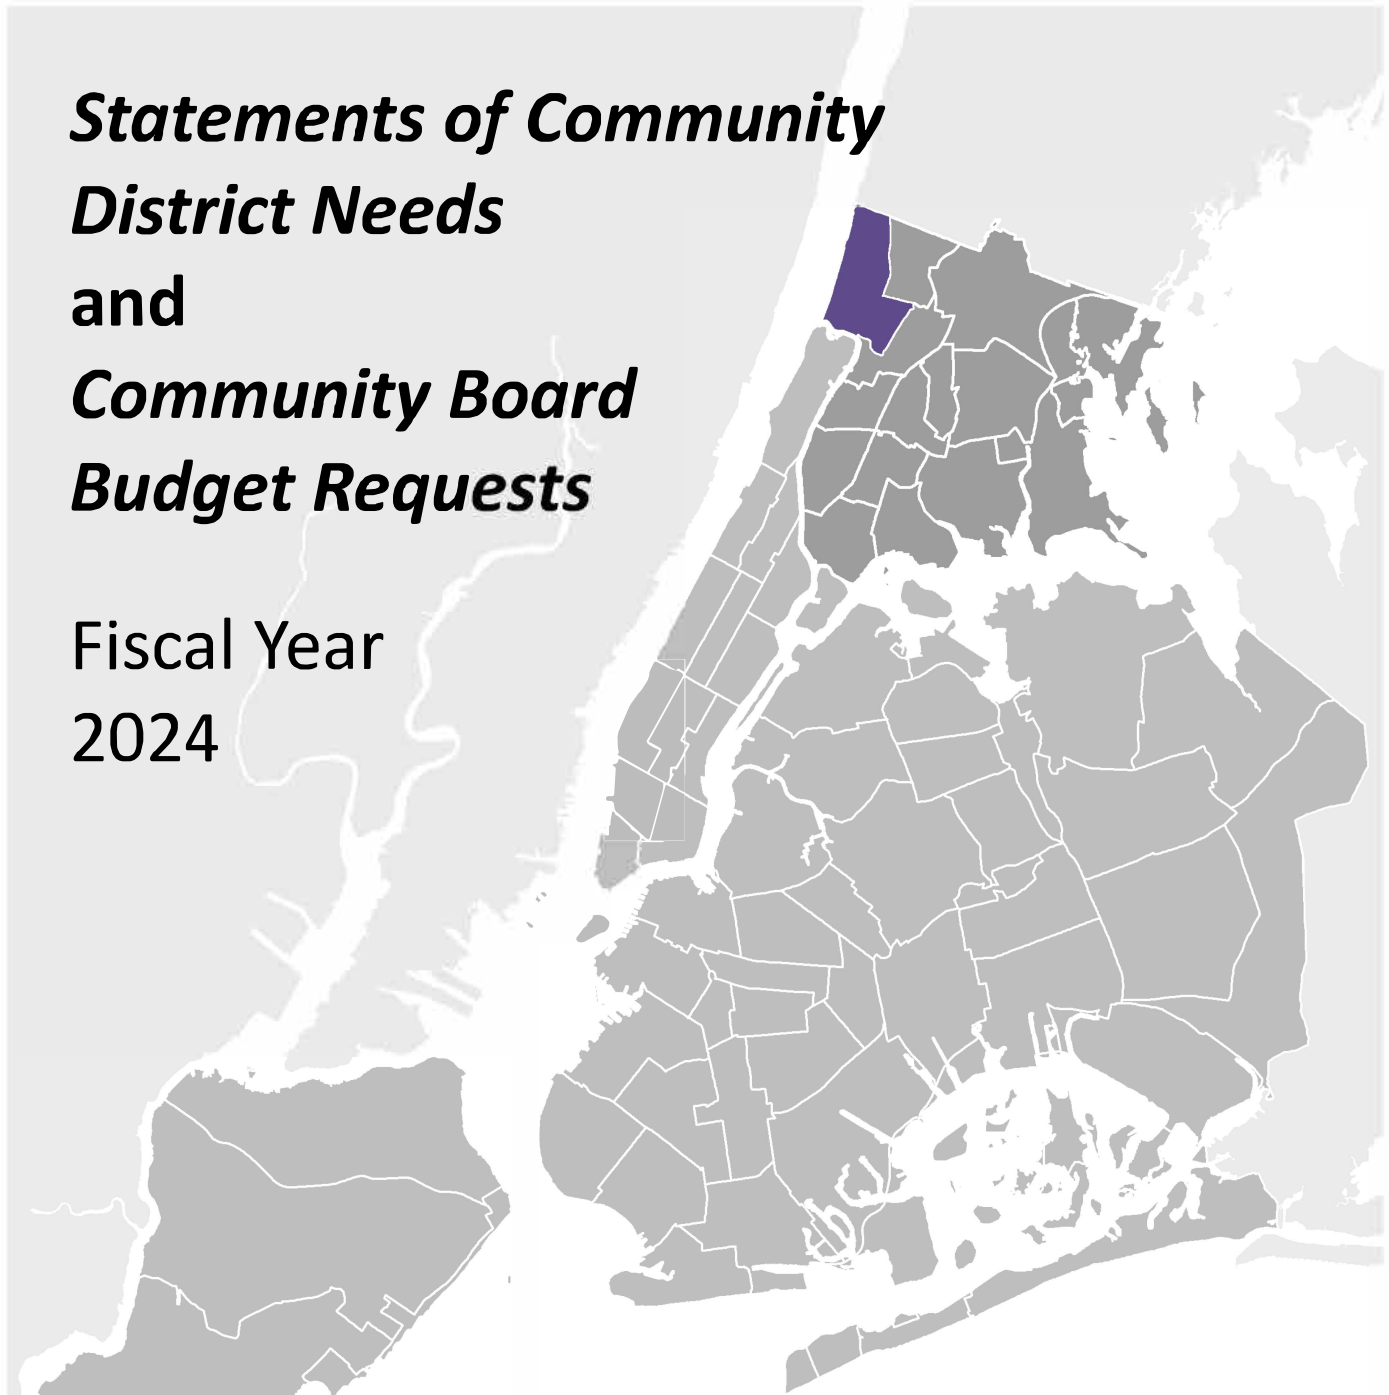 Statements of Community
District Needs
and
Community Board
Budget Requests
Fiscal Year
2024